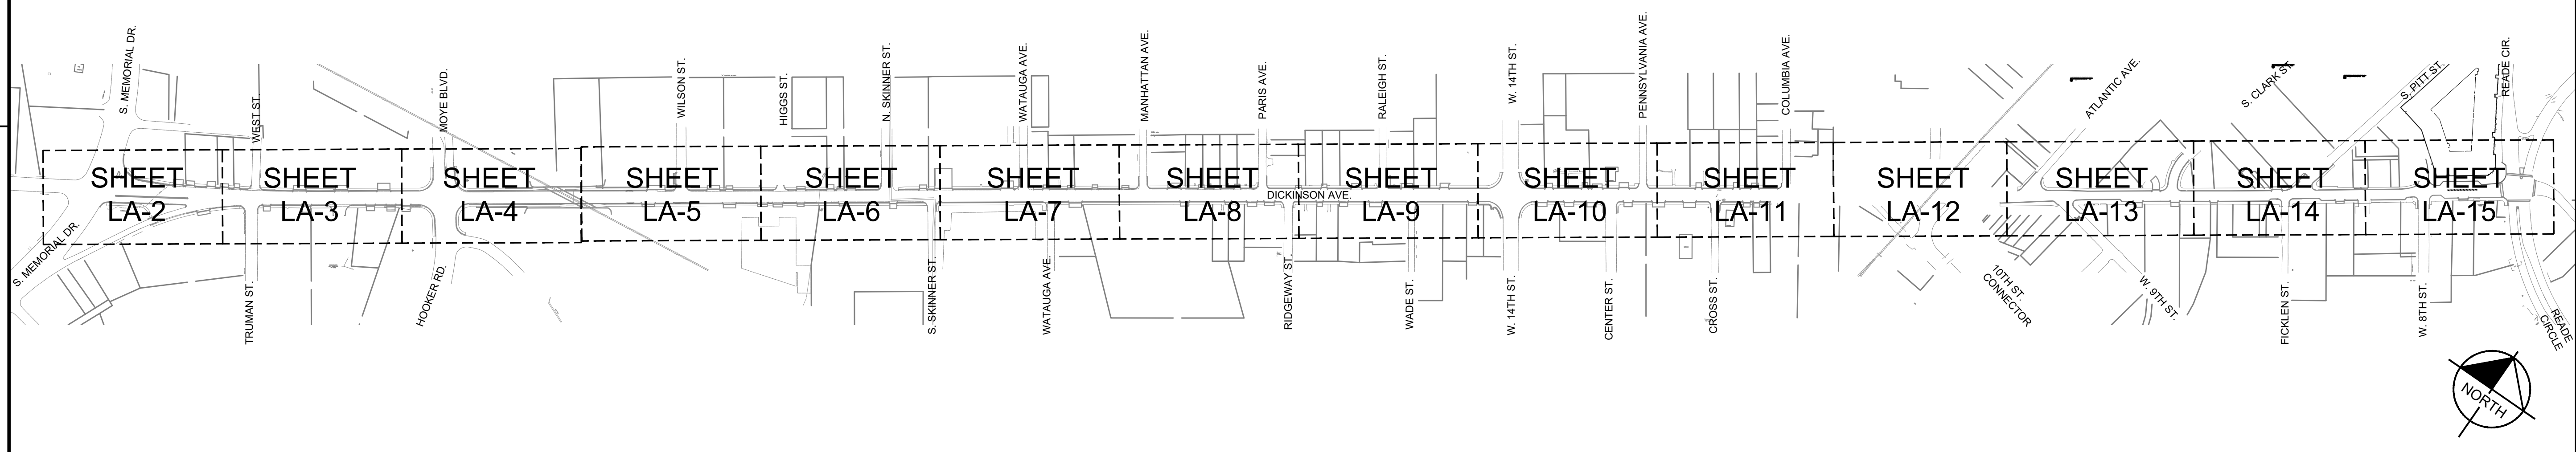 S. MEMORIAL DR.
WEST ST.
MOYE BLVD.
WILSON ST.
HIGGS ST.
N. SKINNER ST.
WATAUGA AVE.
MANHATTAN AVE.
PARIS AVE.
RALEIGH ST.
W. 14TH ST.
PENNSYLVANIA AVE.
COLUMBIA AVE.
ATLANTIC AVE.
S. CLARK ST.
S. PITT ST.
READE CIR.
SHEET
LA-2
SHEET
LA-3
SHEET
LA-4
SHEET
LA-5
SHEET
LA-6
SHEET
LA-7
SHEET
LA-8
DICKINSON AVE.
SHEET
LA-9
SHEET
LA-10
SHEET
LA-11
SHEET
LA-12
SHEET
LA-13
SHEET
LA-14
SHEET
LA-15
S. MEMORIAL DR.
TRUMAN ST.
HOOKER RD.
S. SKINNER ST.
WATAUGA AVE.
RIDGEWAY ST.
WADE ST.
W. 14TH ST.
CENTER ST.
CROSS ST.
10TH ST.
CONNECTOR
W. 9TH ST.
FICKLEN ST.
W. 8TH ST.
READE
CIRCLE
NORTH